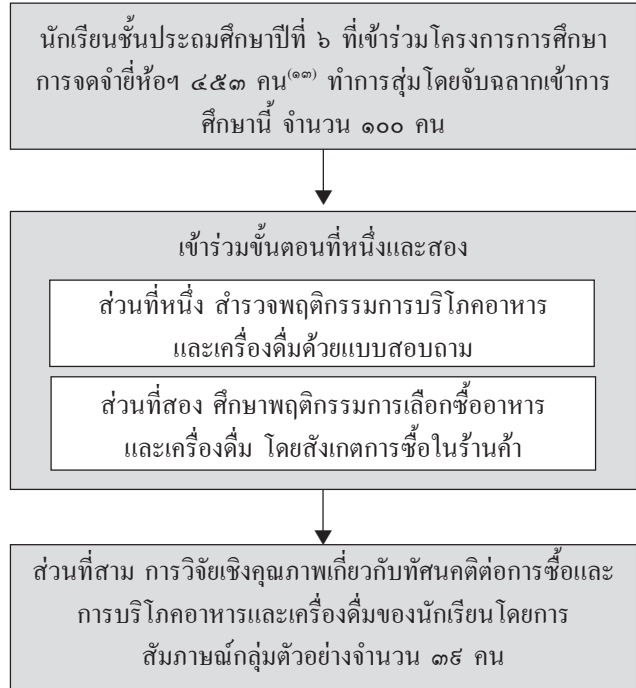 นักเรียนชั้นประถมศึกษาปีที่ ๖ ที่เข้าร่วมโครงการการศึกษา
การจดจำยี่ห้อฯ ๔๕๓ คน(๑๓) ทำการสุ่มโดยจับฉลากเข้าการ
ศึกษานี้ จำนวน ๑๐๐ คน
เข้าร่วมขั้นตอนที่หนึ่งและสอง
ส่วนที่หนึ่ง สำรวจพฤติกรรมการบริโภคอาหาร
และเครื่องดื่มด้วยแบบสอบถาม
ส่วนที่สอง ศึกษาพฤติกรรมการเลือกซื้ออาหาร
และเครื่องดื่ม โดยสังเกตการซื้อในร้านค้า
ส่วนที่สาม การวิจัยเชิงคุณภาพเกี่ยวกับทัศนคติต่อการซื้อและ
การบริโภคอาหารและเครื่องดื่มของนักเรียนโดยการ
สัมภาษณ์กลุ่มตัวอย่างจำนวน ๓๙ คน